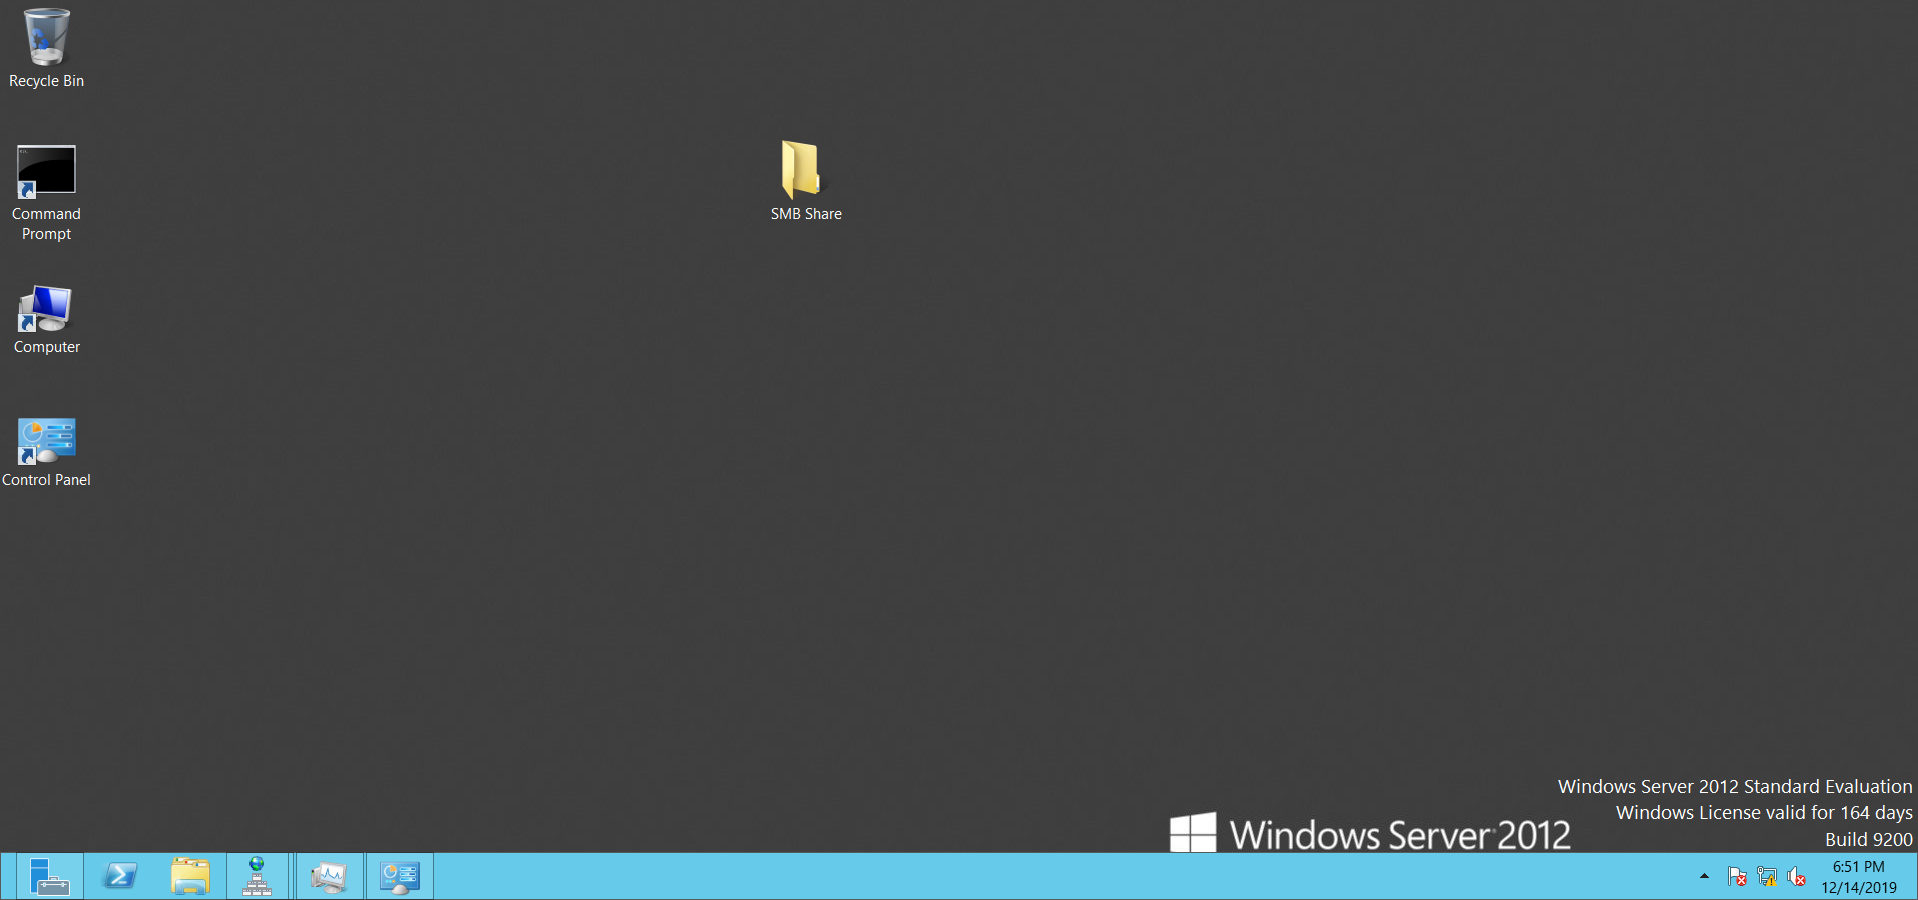 Recycle Bin
Command
Prompt
Computer
Control Panel
SMB Share
Windows Server 2012 Standard Evaluation
Windows License valid for 164 days
Build 9200
Windows Server 2012
6:51 PM
12/14/2019